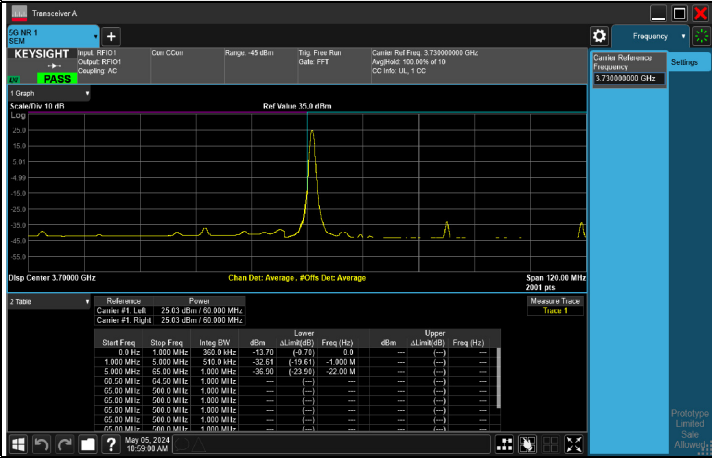 Transceiver A
5G NR 1
SEM
Frequency
KEYSIGHT
PASS
Input: RFIO1
Output: RFIO1
Coupling: AC
Corr CCorr
Range: -45 dBm
Trig: Free Run
Gate: FFT
Carrier Ref Freq: 3.730000000 GHz
Avg|Hold: 100.00% of 10
CC Info: UL, 1 CC
Carrier Reference
Frequency
3.730000000 GHz
Settings
1 Graph
Scale/Div 10 dB
Ref Value 35.0 dBm
Log
25.0
15.0
5.01
-4.99
-15.0
-25.0
-35.0
-45.0
-55.0
Disp Center 3.70000 GHz
Chan Det: Average , #Offs Det: Average
Span 120.00 MHz
2001 pts
2 Table
Reference Power
Carrier #1. Left 25.03 dBm / 60.000 MHz
Carrier #1. Right 25.03 dBm / 60.000 MHz
Measure Trace
Trace 1
Lower Upper
Start Freq Stop Freq Integ BW dBm ΔLimit(dB) Freq (Hz) dBm ΔLimit(dB) Freq (Hz)
0.0 Hz 1.000 MHz 360.0 kHz -13.70 (-0.70) 0.0 --- (---) ---
1.000 MHz 5.000 MHz 510.0 kHz -32.61 (-19.61) -1.000 M --- (---) ---
5.000 MHz 65.00 MHz 1.000 MHz -36.90 (-23.90) -22.00 M --- (---) ---
60.50 MHz 64.50 MHz 1.000 MHz --- (---) --- --- (---) ---
65.00 MHz 500.0 MHz 1.000 MHz --- (---) --- --- (---) ---
65.00 MHz 500.0 MHz 1.000 MHz --- (---) --- --- (---) ---
65.00 MHz 500.0 MHz 1.000 MHz --- (---) --- --- (---) ---
65.00 MHz 500.0 MHz 1.000 MHz --- (---) --- --- (---) ---
65.00 MHz 500.0 MHz 1.000 MHz --- (---) --- --- (---) ---
May 05, 2024
10:59:00 AM
Prototype
Limited
Sale
Allowed